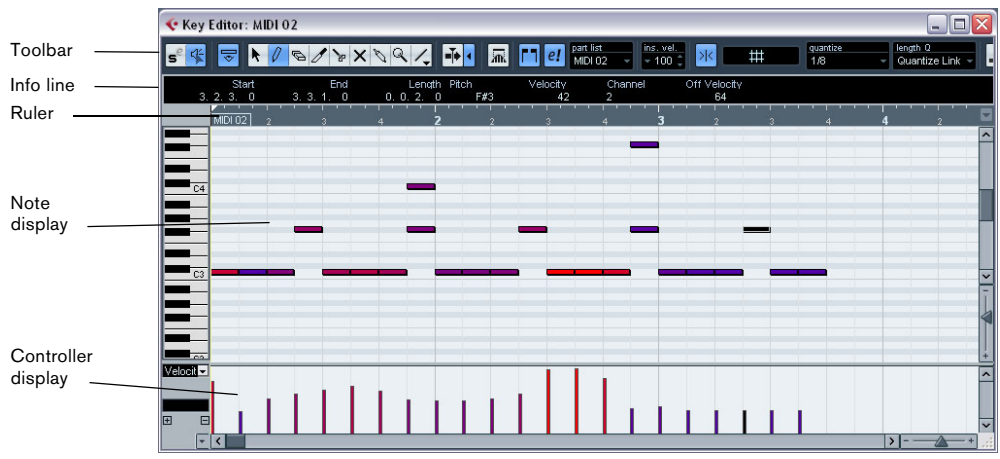 Key Editor: MIDI 02
Toolbar
part list
ins. vel.
quantize
length Q
s e
e!
MIDI 02
100
1/8
Quantize Link
Info line
Start End Length Pitch Velocity Channel Off Velocity
3. 2. 3. 0 3. 3. 1. 0 0. 0. 2. 0 F#3 42 2 64
Ruler
MIDI 02 2 3 4 2 2 3 4 3 2 3 4 4 2
C4
Note
display
C3
Controller
display
Velocit